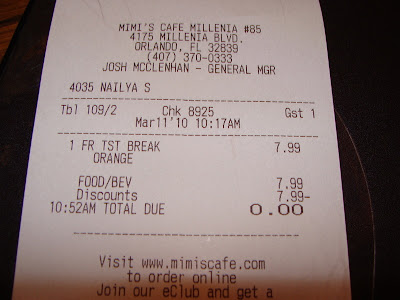 MIMI'S CAFE MILLENIA #85
4175 MILLENIA BLVD.
ORLANDO, FL 32839
(407) 370-0333
JOSH MCCLENHAN - GENERAL MGR
4035 NAILYA S
Tbl 109/2 Chk 8925 Gst 1
Mar11'10 10:17AM
1 FR TST BREAK 7.99
ORANGE
FOOD/BEV 7.99
Discounts 7.99-
10:52AM TOTAL DUE 0.00
Visit www.mimiscafe.com
to order online
Join our eClub and get a